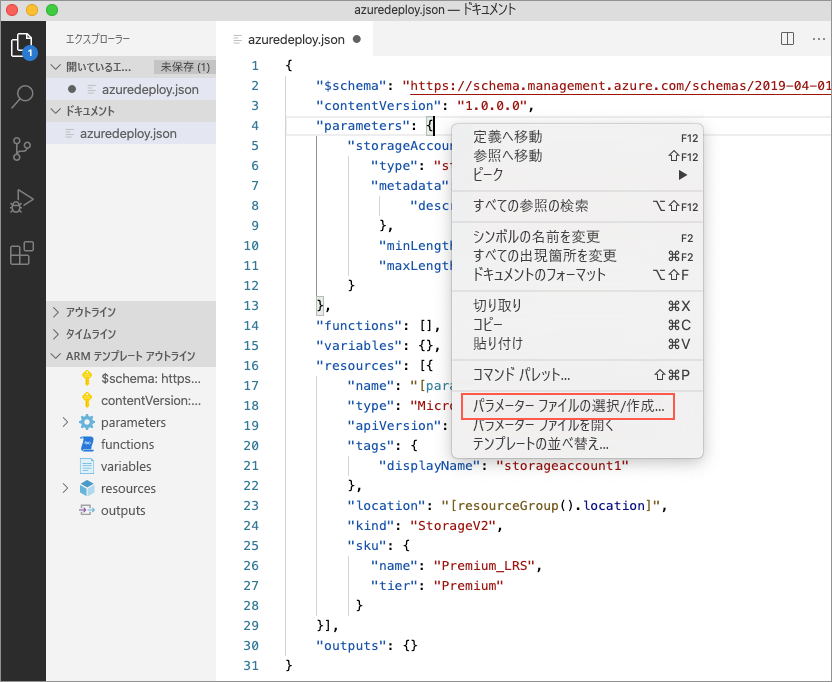 azuredeploy.json — ドキュメント
エクスプローラー
開いているエ... 未保存 (1)
azuredeploy.json
ドキュメント
azuredeploy.json
アウトライン
タイムライン
ARM テンプレート アウトライン
$schema: https...
contentVersion:...
parameters
functions
variables
resources
outputs
1
azuredeploy.json
1 {
2 "$schema": "https://schema.management.azure.com/schemas/2019-04-01
3 "contentVersion": "1.0.0.0",
4 "parameters": {
5 "storageAccoun
6 "type": "s
7 "metadata"
8 "desc
9 },
10 "minLength
11 "maxLength
12 }
13 },
14 "functions": [],
15 "variables": {},
16 "resources": [{
17 "name": "[para
18 "type": "Micro
19 "apiVersion":
20 "tags": {
21 "displayName": "storageaccount1"
22 },
23 "location": "[resourceGroup().location]",
24 "kind": "StorageV2",
25 "sku": {
26 "name": "Premium_LRS",
27 "tier": "Premium"
28 }
29 }],
30 "outputs": {}
31 }
定義へ移動 F12
参照へ移動 ⇧F12
ピーク ▶
すべての参照の検索 ⌥⇧F12
シンボルの名前を変更 F2
すべての出現箇所を変更 ⌘F2
ドキュメントのフォーマット ⌥⇧F
切り取り ⌘X
コピー ⌘C
貼り付け ⌘V
コマンド パレット... ⇧⌘P
パラメーター ファイルの選択/作成...
パラメーター ファイルを開く
テンプレートの並べ替え...